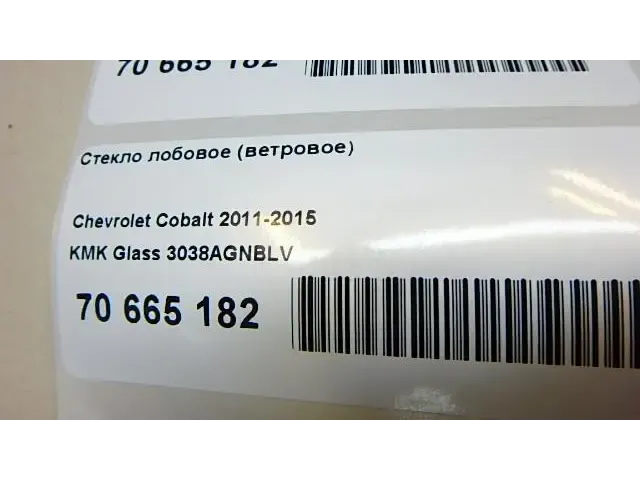 70 665 182
Стекло лобовое (ветровое)
Chevrolet Cobalt 2011-2015
KMK Glass 3038AGNBLV
70 665 182